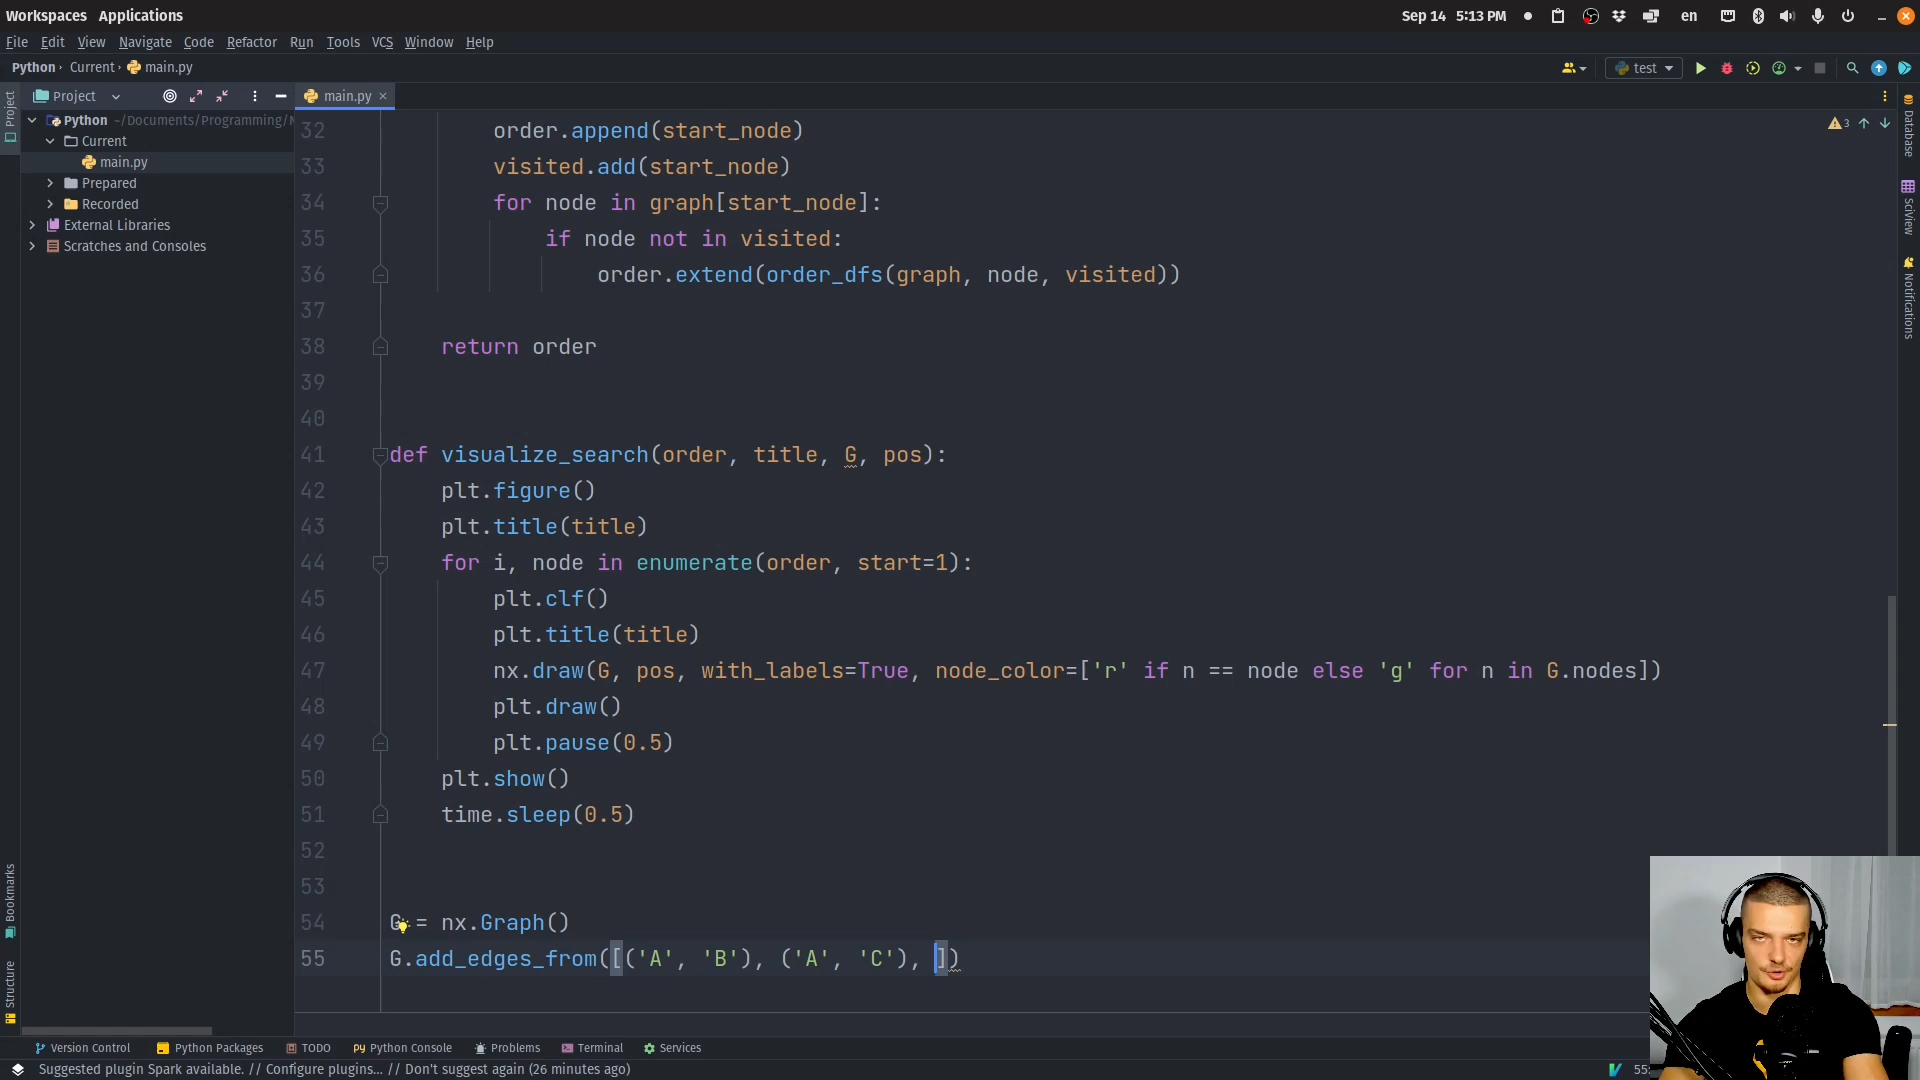 Workspaces Applications
Sep 14 5:13 PM
en
File Edit View Navigate Code Refactor Run Tools VCS Window Help
Python Current main.py
test
Project
main.py
3
Python ~/Documents/Programming/
Current
main.py
Prepared
Recorded
External Libraries
Scratches and Consoles
Project
Bookmarks
Structure
Database
SciView
Notifications
32 order.append(start_node)
33 visited.add(start_node)
34 for node in graph[start_node]:
35 if node not in visited:
36 order.extend(order_dfs(graph, node, visited))
37
38 return order
39
40
41 def visualize_search(order, title, G, pos):
42 plt.figure()
43 plt.title(title)
44 for i, node in enumerate(order, start=1):
45 plt.clf()
46 plt.title(title)
47 nx.draw(G, pos, with_labels=True, node_color=['r' if n == node else 'g' for n in G.nodes])
48 plt.draw()
49 plt.pause(0.5)
50 plt.show()
51 time.sleep(0.5)
52
53
54 G = nx.Graph()
55 G.add_edges_from([('A', 'B'), ('A', 'C'), ])
Version Control Python Packages TODO Python Console Problems Terminal Services
Suggested plugin Spark available. // Configure plugins... // Don't suggest again (26 minutes ago)